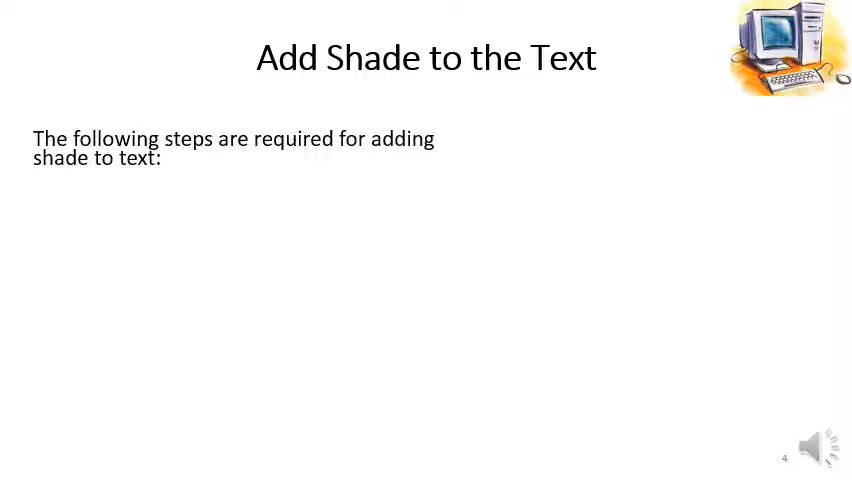 Add Shade to the Text
The following steps are required for adding
shade to text:
4